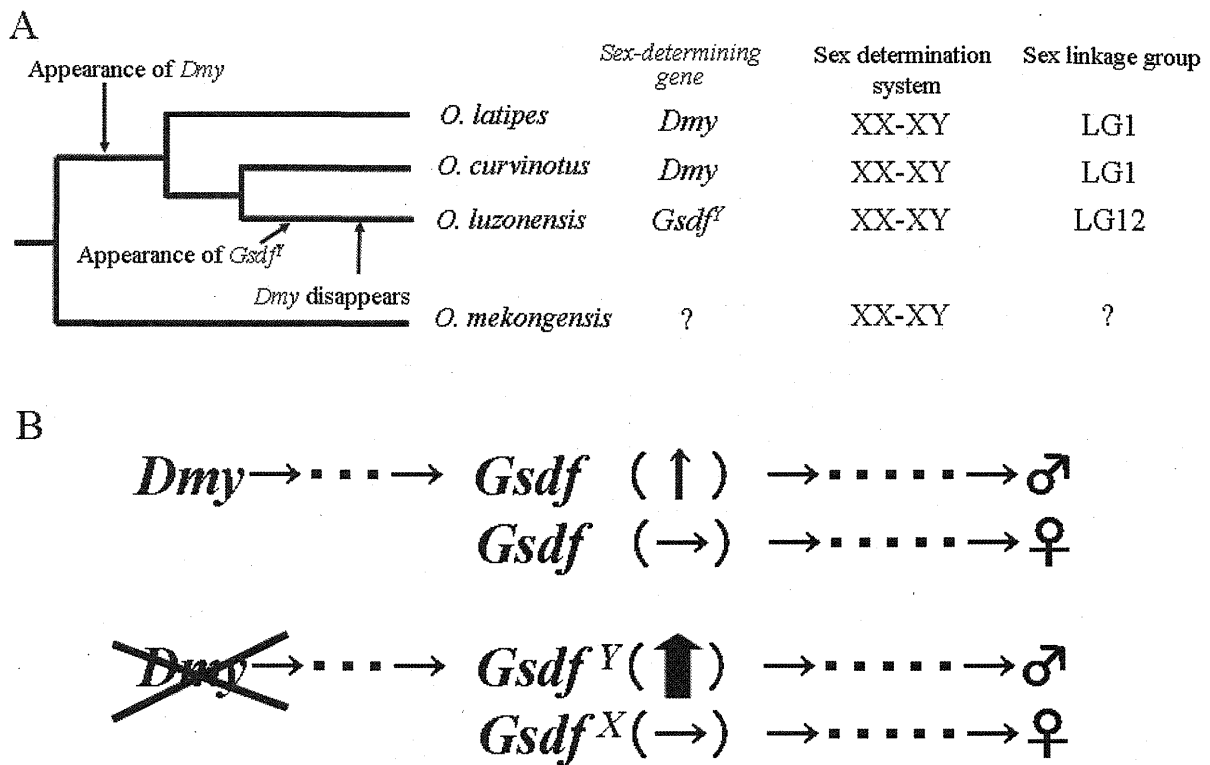 A
Appearance of Dmy
Sex-determining
gene
Sex determination
system
Sex linkage group
O. latipes Dmy XX-XY LG1
O. curvinotus Dmy XX-XY LG1
O. luzonensis Gsdf^Y XX-XY LG12
Appearance of Gsdf^Y
Dmy disappears
O. mekongensis ? XX-XY ?
B
Dmy → ▪▪▪ → Gsdf (↑) → ▪▪▪▪▪ → ♂
Gsdf (→) → ▪▪▪▪▪ → ♀
Dmy → ▪▪▪ → Gsdf^Y (⬆) → ▪▪▪▪▪ → ♂
Gsdf^X (→) → ▪▪▪▪▪ → ♀